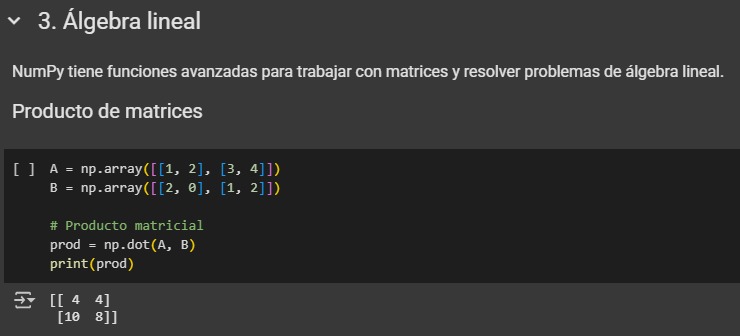 3. Álgebra lineal
NumPy tiene funciones avanzadas para trabajar con matrices y resolver problemas de álgebra lineal.
Producto de matrices
[ ] A = np.array([[1, 2], [3, 4]])
B = np.array([[2, 0], [1, 2]])
# Producto matricial
prod = np.dot(A, B)
print(prod)
[[ 4  4]
 [10  8]]